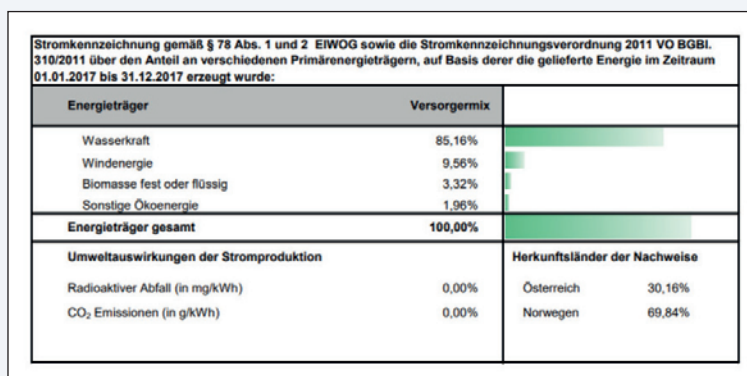 Stromkennzeichnung gemäß § 78 Abs. 1 und 2 ElWOG sowie die Stromkennzeichnungsverordnung 2011 VO BGBl.
310/2011 über den Anteil an verschiedenen Primärenergieträgern, auf Basis derer die gelieferte Energie im Zeitraum
01.01.2017 bis 31.12.2017 erzeugt wurde:
Energieträger Versorgermix
Wasserkraft 85,16%
Windenergie 9,56%
Biomasse fest oder flüssig 3,32%
Sonstige Ökoenergie 1,96%
Energieträger gesamt 100,00%
Umweltauswirkungen der Stromproduktion Herkunftsländer der Nachweise
Radioaktiver Abfall (in mg/kWh) 0,00% Österreich 30,16%
CO₂ Emissionen (in g/kWh) 0,00% Norwegen 69,84%